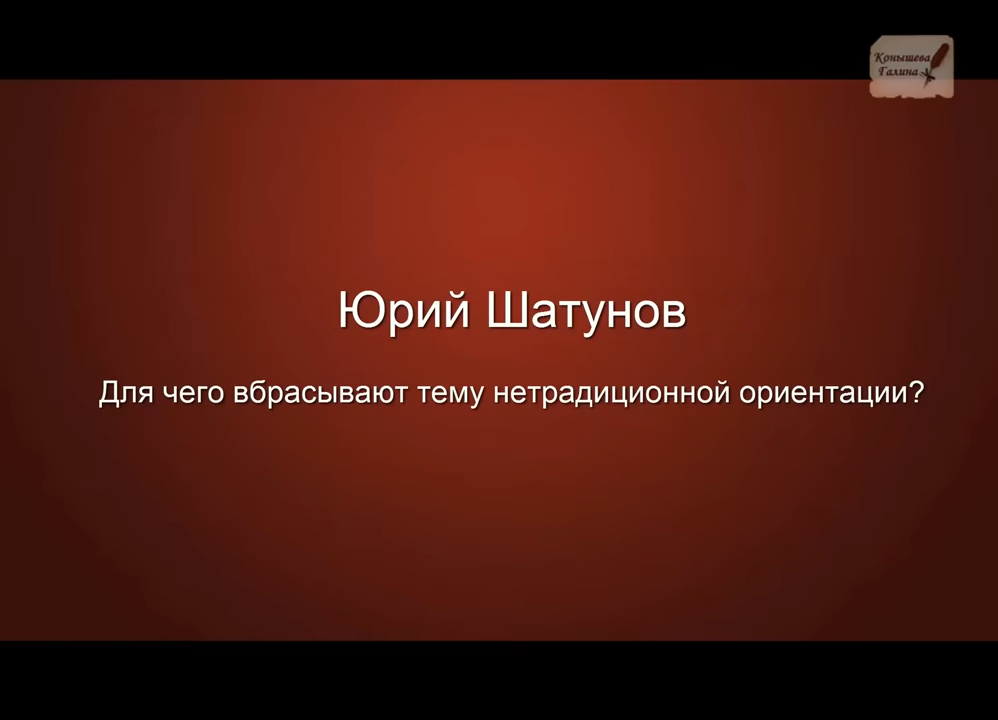 Конышева
Галина
Юрий Шатунов
Для чего вбрасывают тему нетрадиционной ориентации?